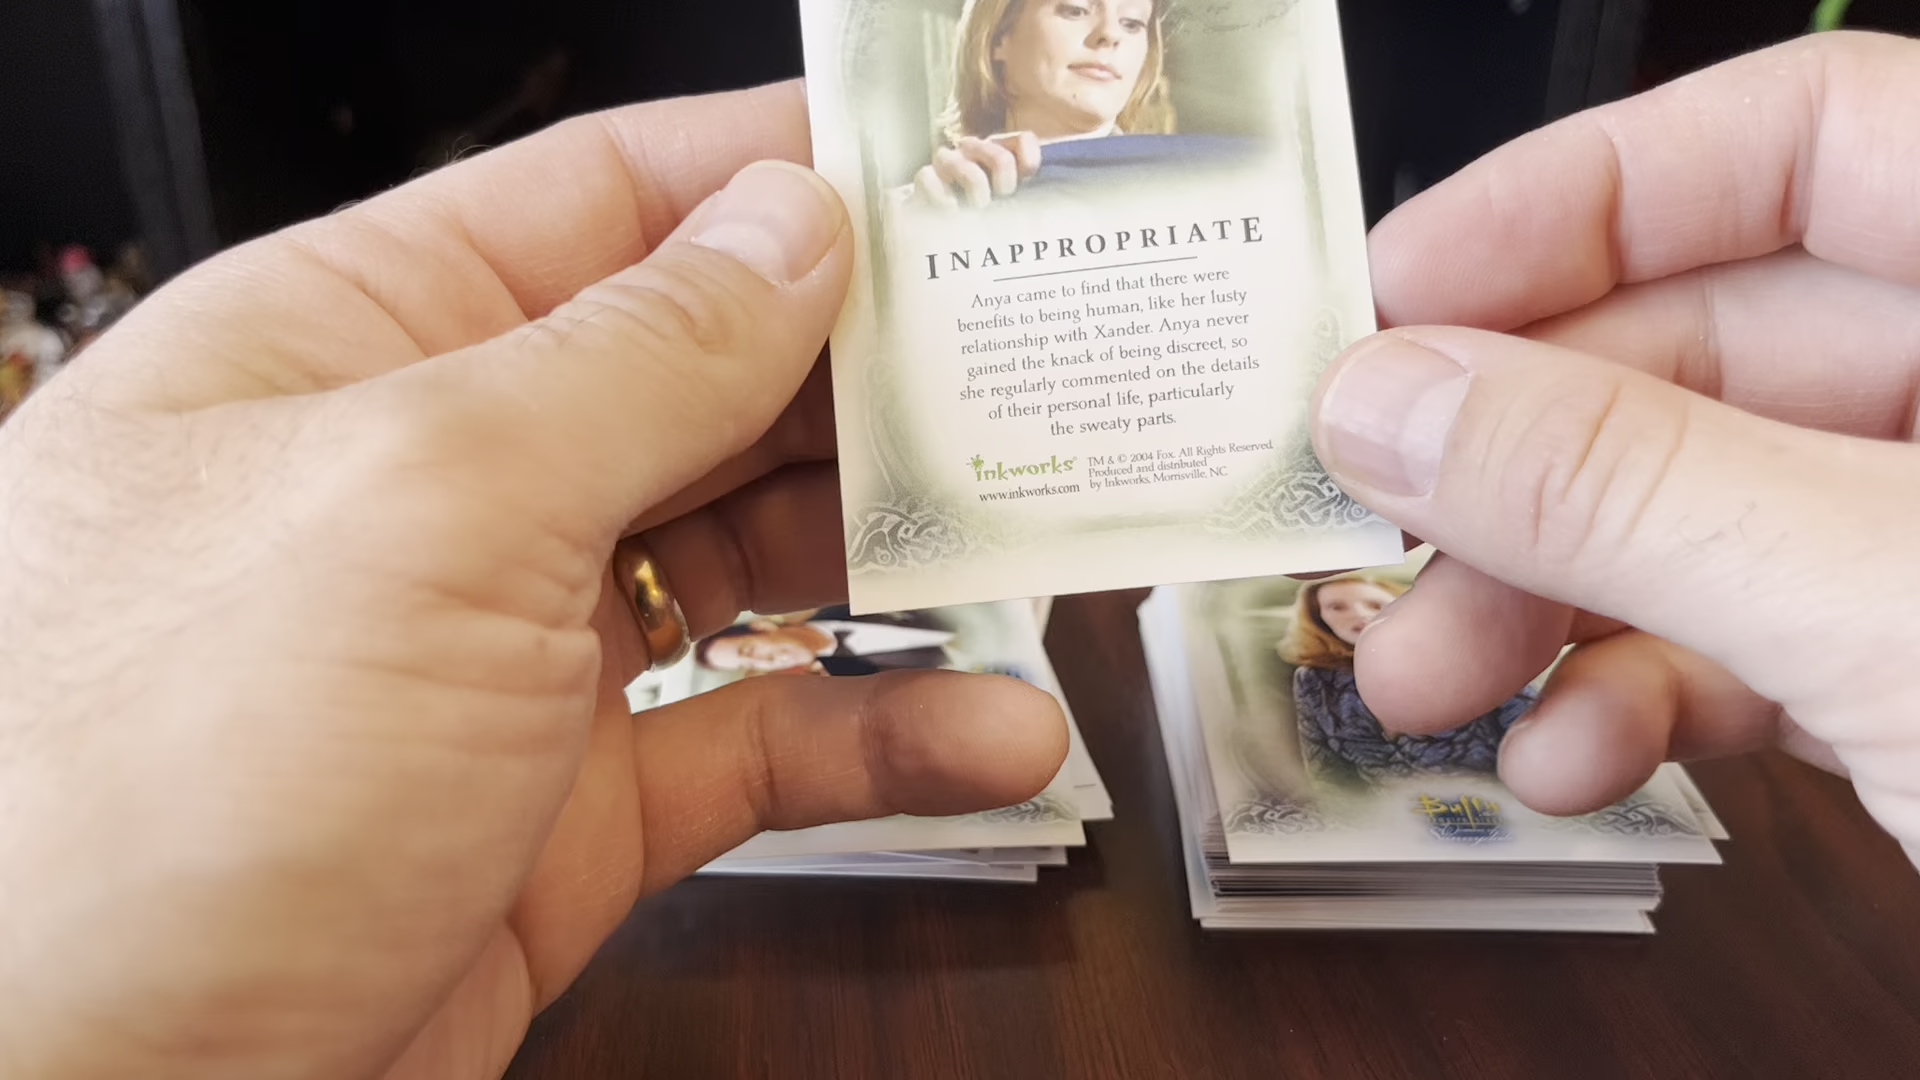 INAPPROPRIATE
Anya came to find that there were
benefits to being human, like her lusty
relationship with Xander. Anya never
gained the knack of being discreet, so
she regularly commented on the details
of their personal life, particularly
the sweaty parts.
inkworks
www.inkworks.com
TM & © 2004 Fox. All Rights Reserved.
Produced and distributed
by Inkworks, Morrisville, NC
Buffy